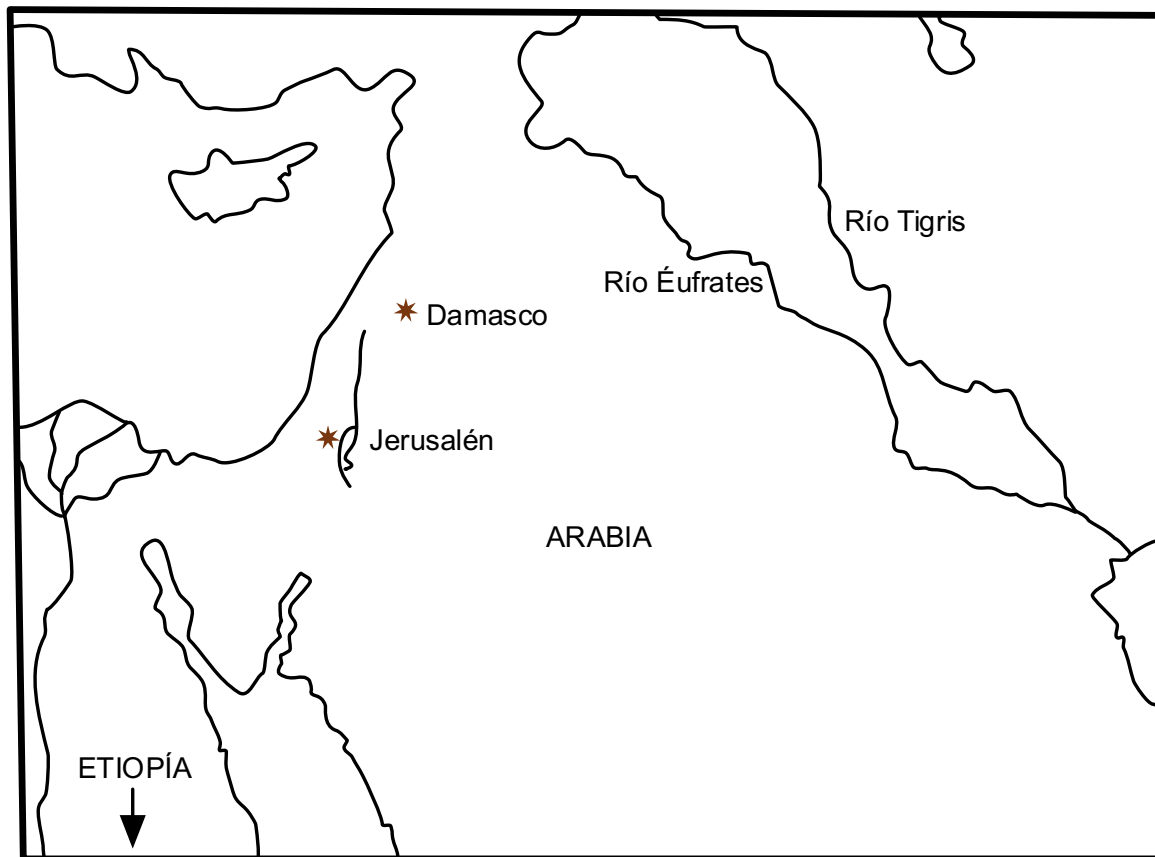 Río Tigris
Río Éufrates
Damasco
Jerusalén
ARABIA
ETIOPÍA